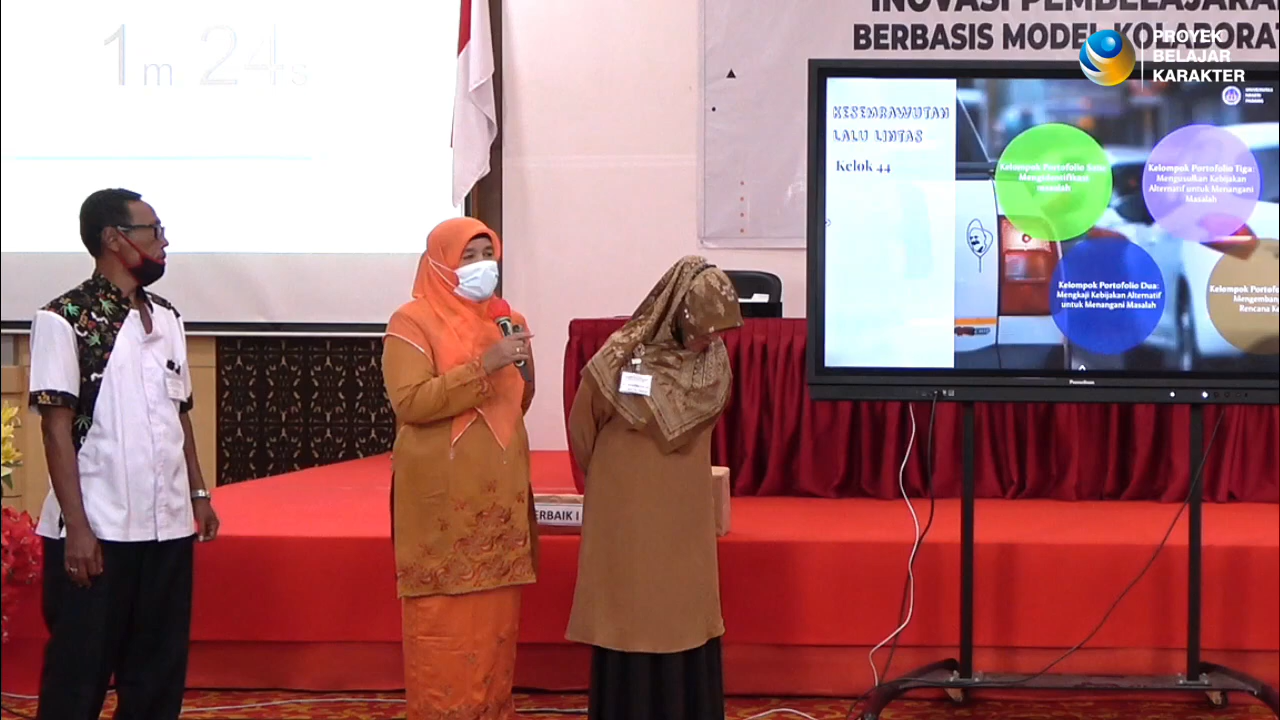 1m 24s
INOVASI PEMBELAJARA
BERBASIS MODEL KOLABORAT
PROYEK
BELAJAR
KARAKTER
KESEMRAWUTAN
LALU LINTAS
Kelok 44
Kelompok Portofolio Satu:
Mengidentifikasi
masalah
Kelompok Portofolio Tiga:
Mengusulkan Kebijakan
Alternatif untuk Menangani
Masalah
Kelompok Portofolio Dua:
Mengkaji Kebijakan Alternatif
untuk Menangani Masalah
Kelompok Portofo
Mengemban
Rencana Ke
ERBAIK I